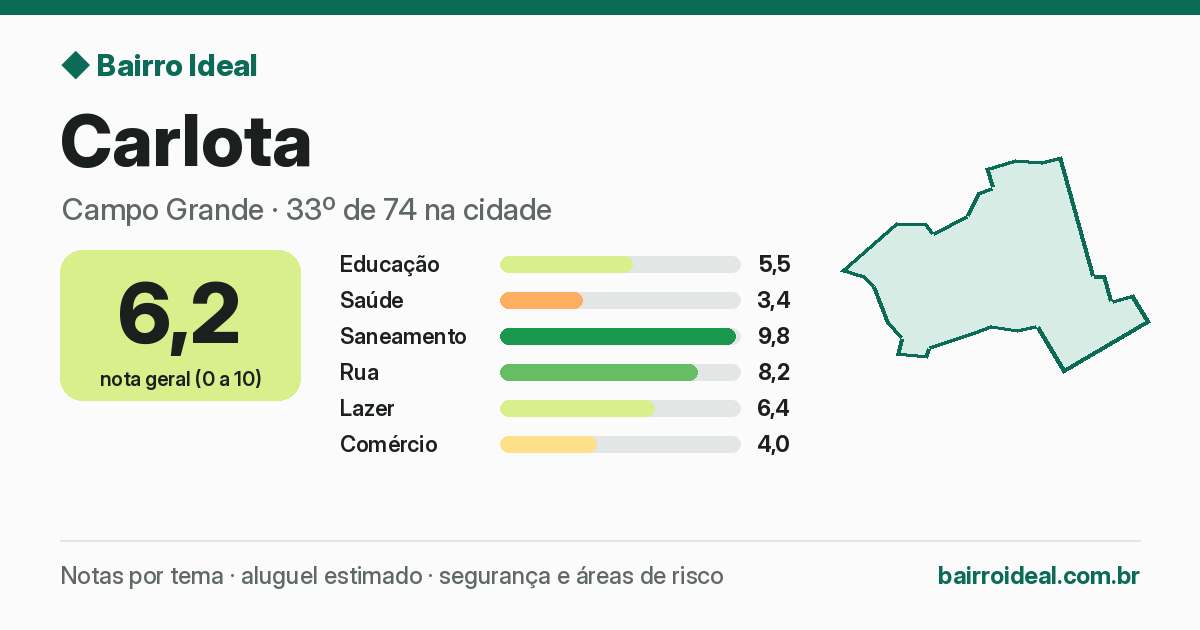 Bairro Ideal
Carlota
Campo Grande · 33º de 74 na cidade
6,2
nota geral (0 a 10)
Educação 5,5
Saúde 3,4
Saneamento 9,8
Rua 8,2
Lazer 6,4
Comércio 4,0
Notas por tema · aluguel estimado · segurança e áreas de risco
bairroideal.com.br